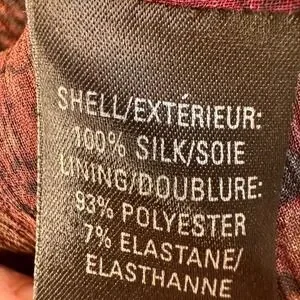 SHELL/EXTÉRIEUR:
100% SILK/SOIE
LINING/DOUBLURE:
93% POLYESTER
7% ELASTANE/
ELASTHANNE